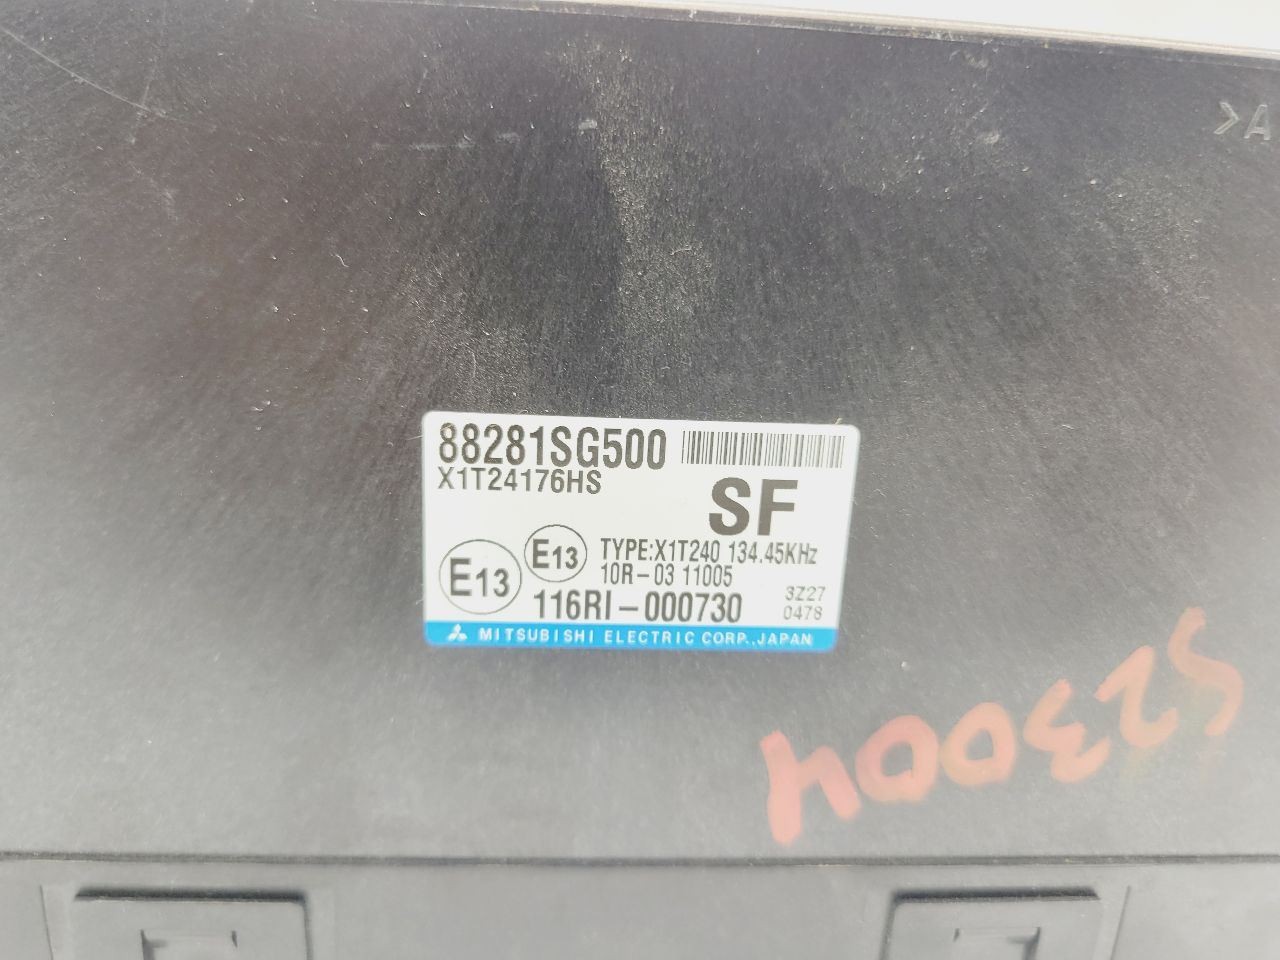 >A
88281SG500
X1T24176HS
SF
E13
E13
TYPE:X1T240 134.45KHz
10R-03 11005
116RI-000730
3Z27
0478
MITSUBISHI ELECTRIC CORP.,JAPAN
523004